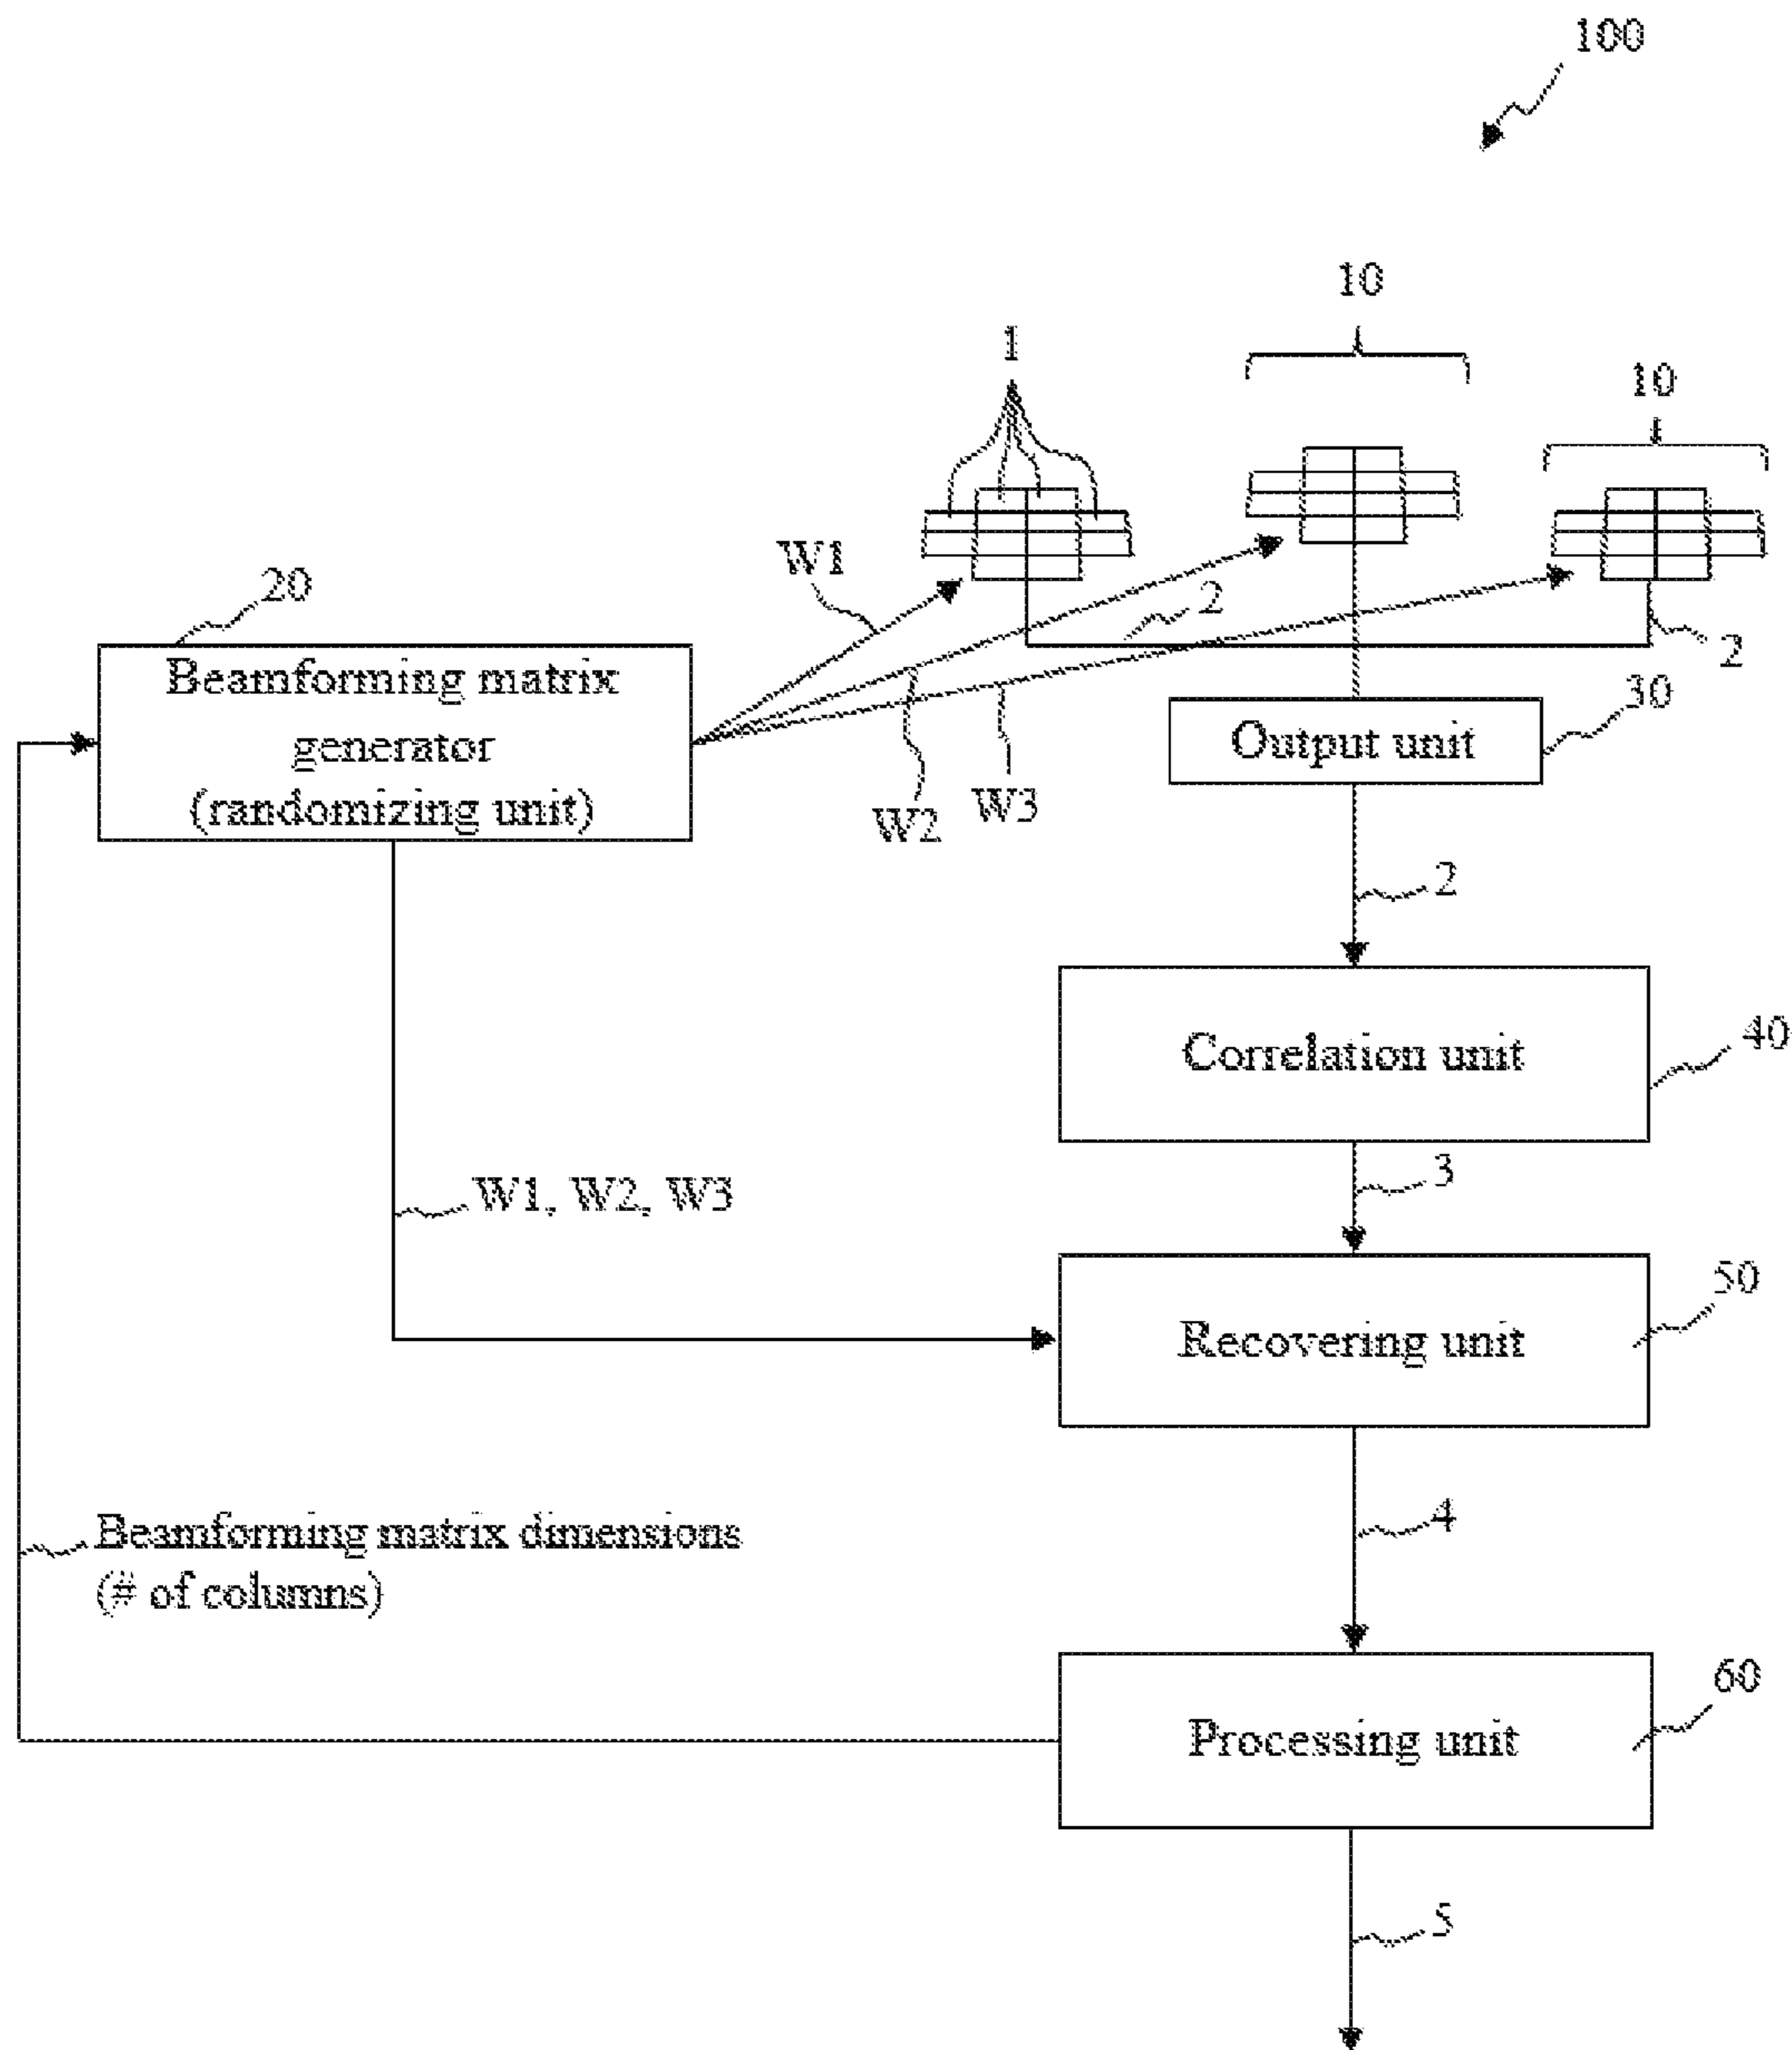 100
10
1
10
W1
2
20
2
Beamforming matrix
generator
(randomizing unit)
30
Output unit
W2
W3
2
Correlation unit
40
3
W1, W2, W3
50
Recovering unit
4
Beamforming matrix dimensions
(# of columns)
60
Processing unit
5